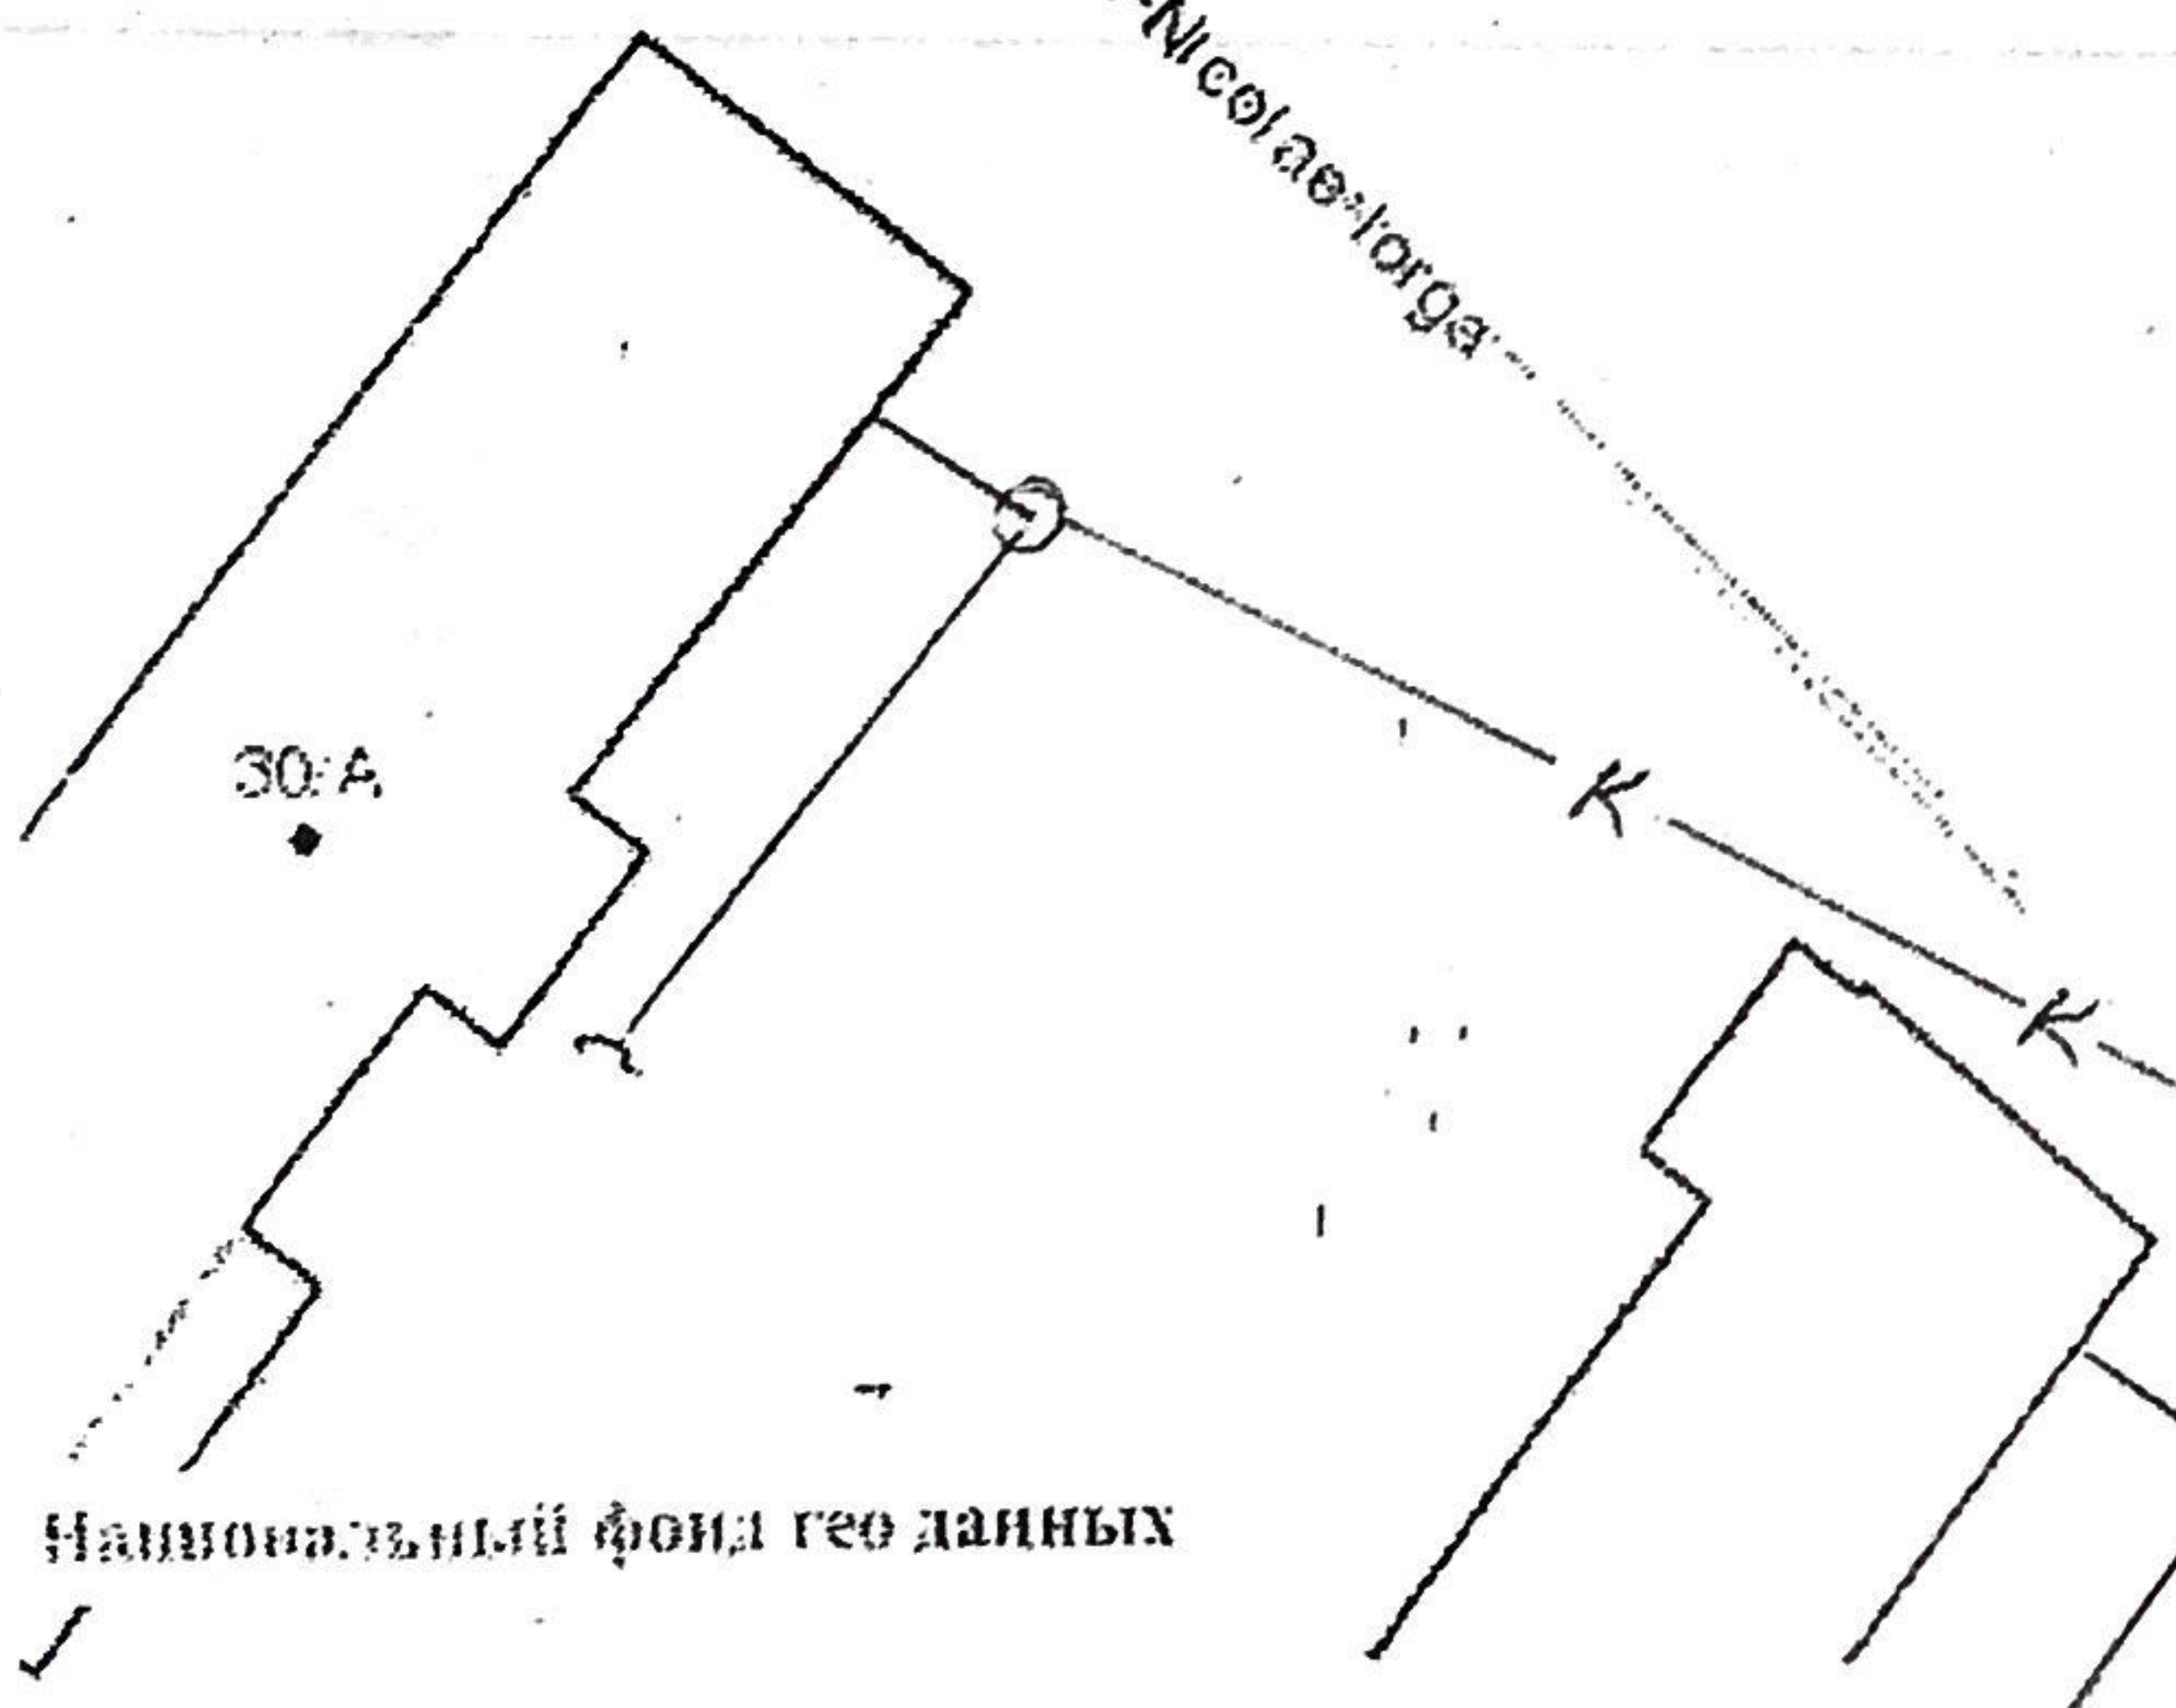 Nicolae Iorga
30 A
К
К
Национальный фонд гео данных